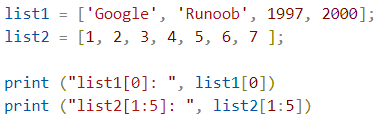 list1 = ['Google', 'Runoob', 1997, 2000];
list2 = [1, 2, 3, 4, 5, 6, 7 ];
print ("list1[0]: ", list1[0])
print ("list2[1:5]: ", list2[1:5])